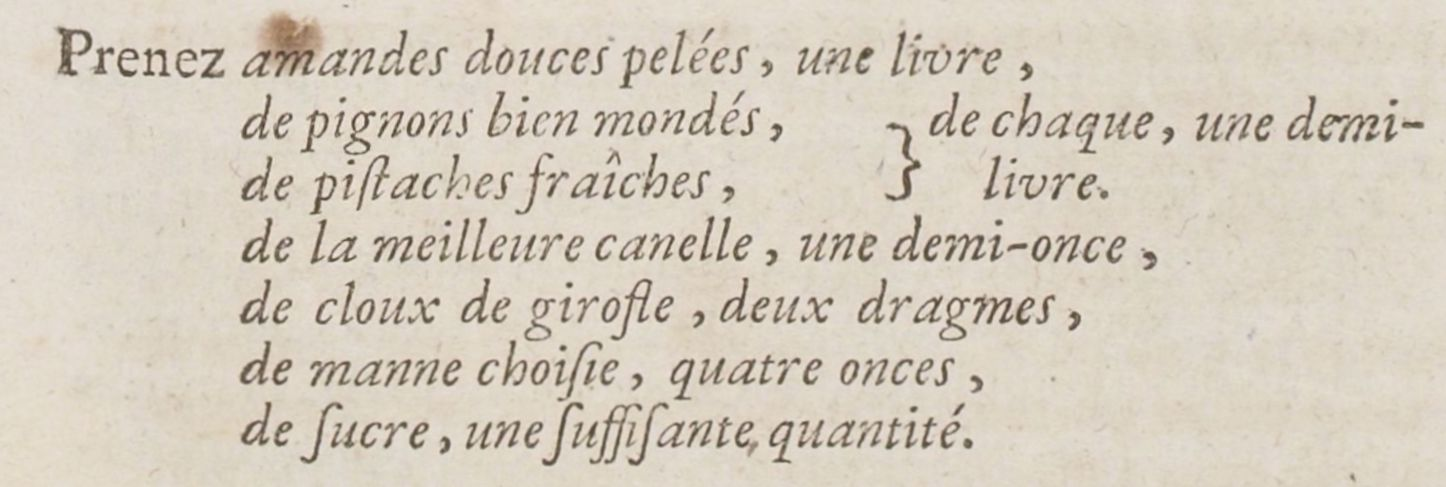 Prenez amandes douces pelées, une livre,
de pignons bien mondés, } de chaque, une demi-
de piſtaches fraîches, } livre.
de la meilleure canelle, une demi-once,
de cloux de girofle, deux dragmes,
de manne choiſie, quatre onces,
de ſucre, une ſuffiſante quantité.